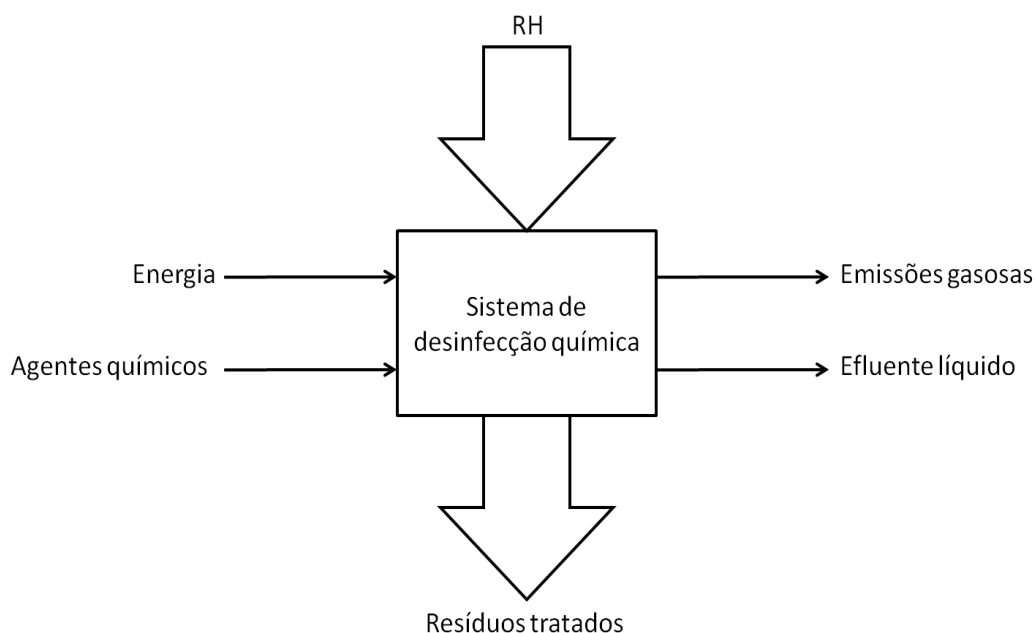 RH
Energia
Agentes químicos
Sistema de
desinfecção química
Emissões gasosas
Efluente líquido
Resíduos tratados